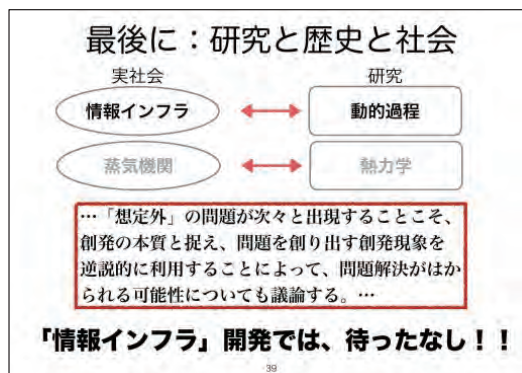 最後に：研究と歴史と社会
実社会 研究
情報インフラ 動的過程
蒸気機関 熱力学
…「想定外」の問題が次々と出現することこそ、
創発の本質と捉え、問題を創り出す創発現象を
逆説的に利用することによって、問題解決がはか
られる可能性についても議論する。…
「情報インフラ」開発では、待ったなし！！
39